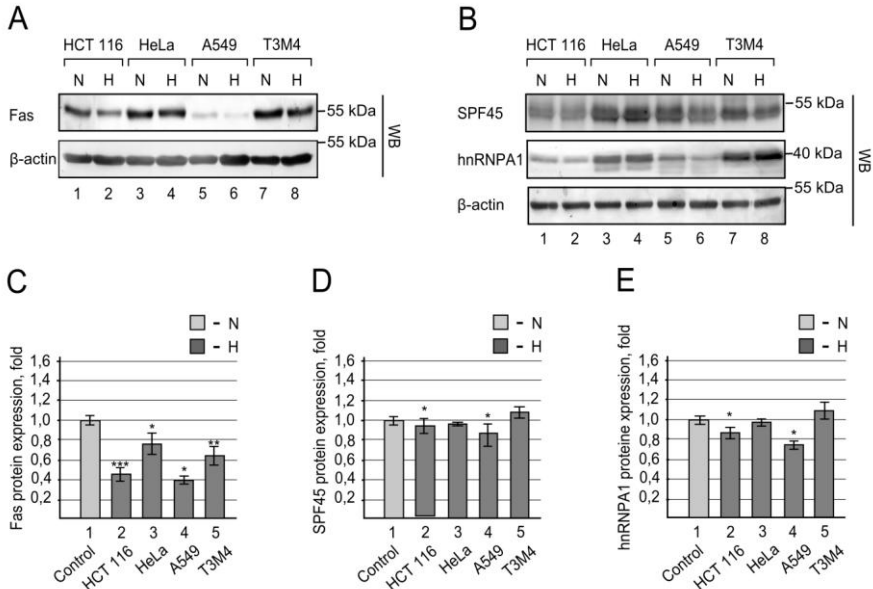 A
HCT 116 HeLa A549 T3M4
N H N H N H N H
Fas
55 kDa
55 kDa
β-actin
WB
1 2 3 4 5 6 7 8
B
HCT 116 HeLa A549 T3M4
N H N H N H N H
SPF45
55 kDa
hnRNPA1
40 kDa
55 kDa
β-actin
WB
1 2 3 4 5 6 7 8
C
- N
- H
Fas protein expression, fold
1,6
1,4
1,2
1,0
0,8
0,6
0,4
0,2
*** * * **
1 2 3 4 5
Control HCT 116 HeLa A549 T3M4
D
- N
- H
SPF45 protein expression, fold
1,6
1,4
1,2
1,0
0,8
0,6
0,4
0,2
* *
1 2 3 4 5
Control HCT 116 HeLa A549 T3M4
E
- N
- H
hnRNPA1 proteine xpression, fold
1,6
1,4
1,2
1,0
0,8
0,6
0,4
0,2
* *
1 2 3 4 5
Control HCT 116 HeLa A549 T3M4